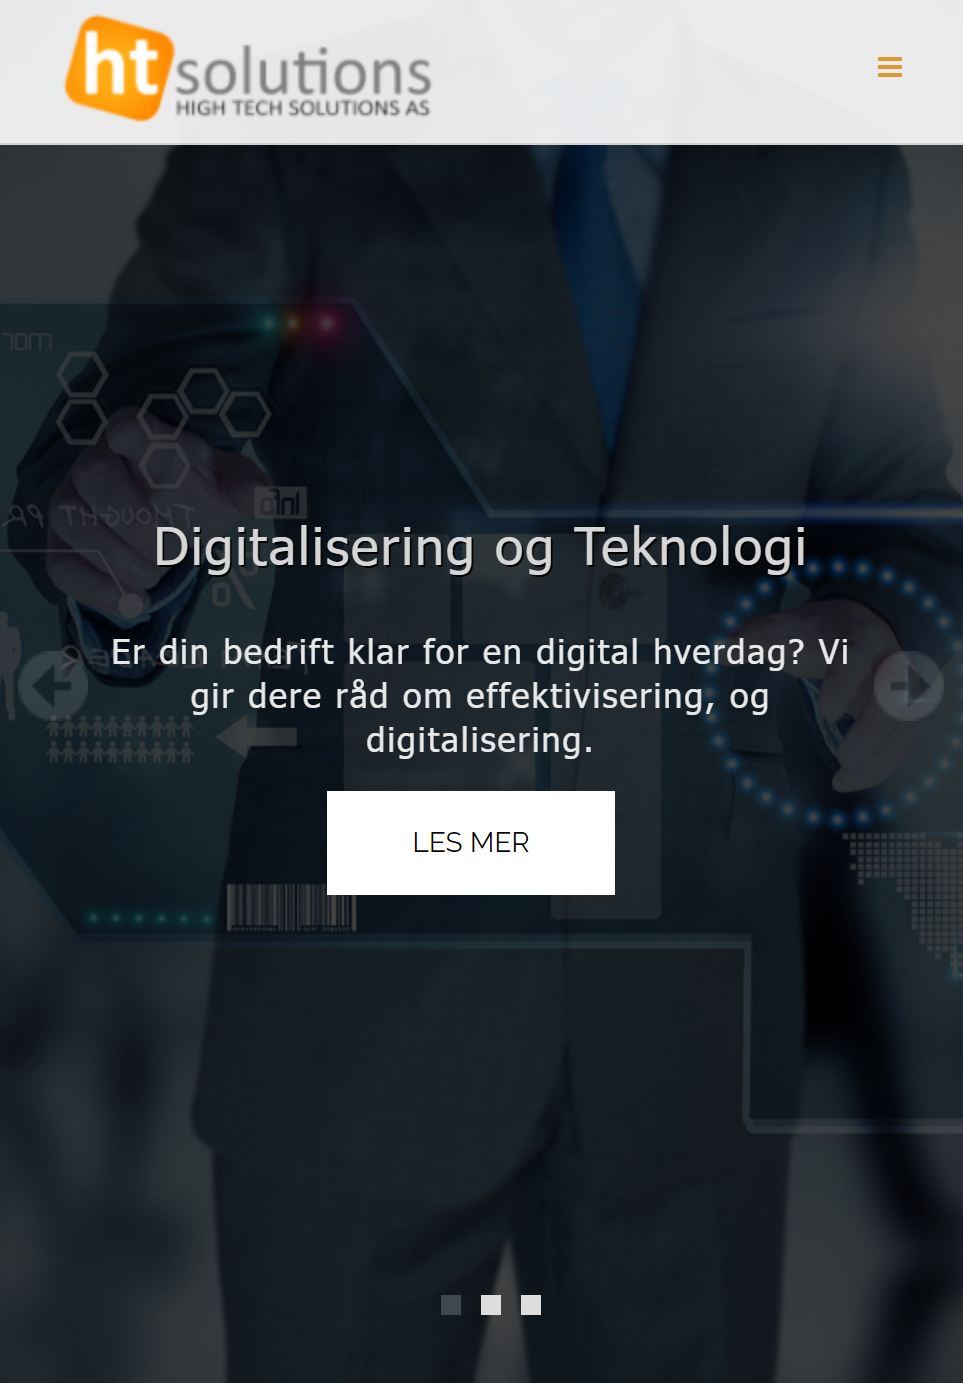 ht solutions
HIGH TECH SOLUTIONS AS
Info
Digitalisering og Teknologi
Er din bedrift klar for en digital hverdag? Vi
gir dere råd om effektivisering, og
digitalisering.
LES MER